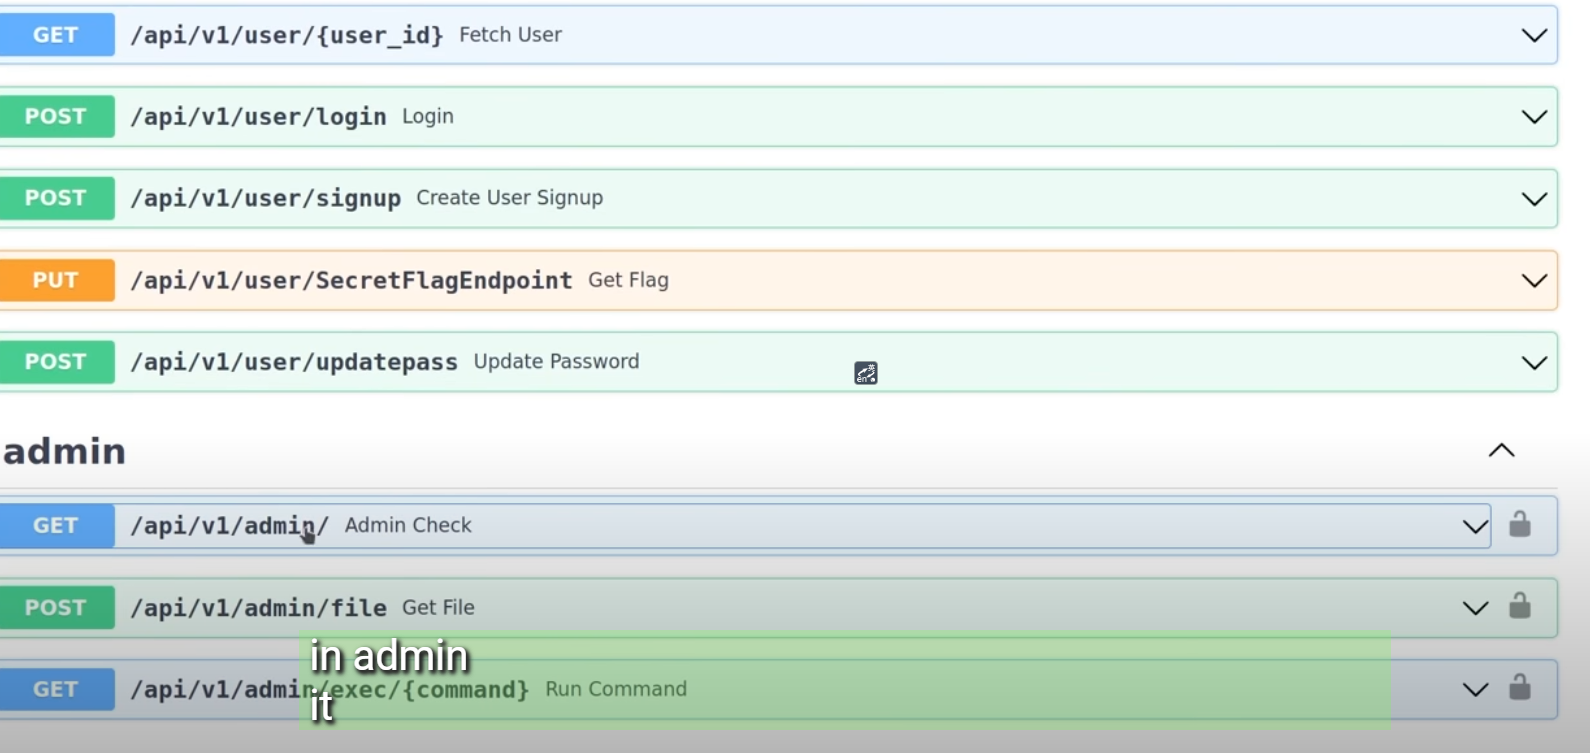 GET /api/v1/user/{user_id} Fetch User
POST /api/v1/user/login Login
POST /api/v1/user/signup Create User Signup
PUT /api/v1/user/SecretFlagEndpoint Get Flag
POST /api/v1/user/updatepass Update Password
admin
GET /api/v1/admin/ Admin Check
POST /api/v1/admin/file Get File
in admin
GET /api/v1/admin/exec/{command} Run Command
it